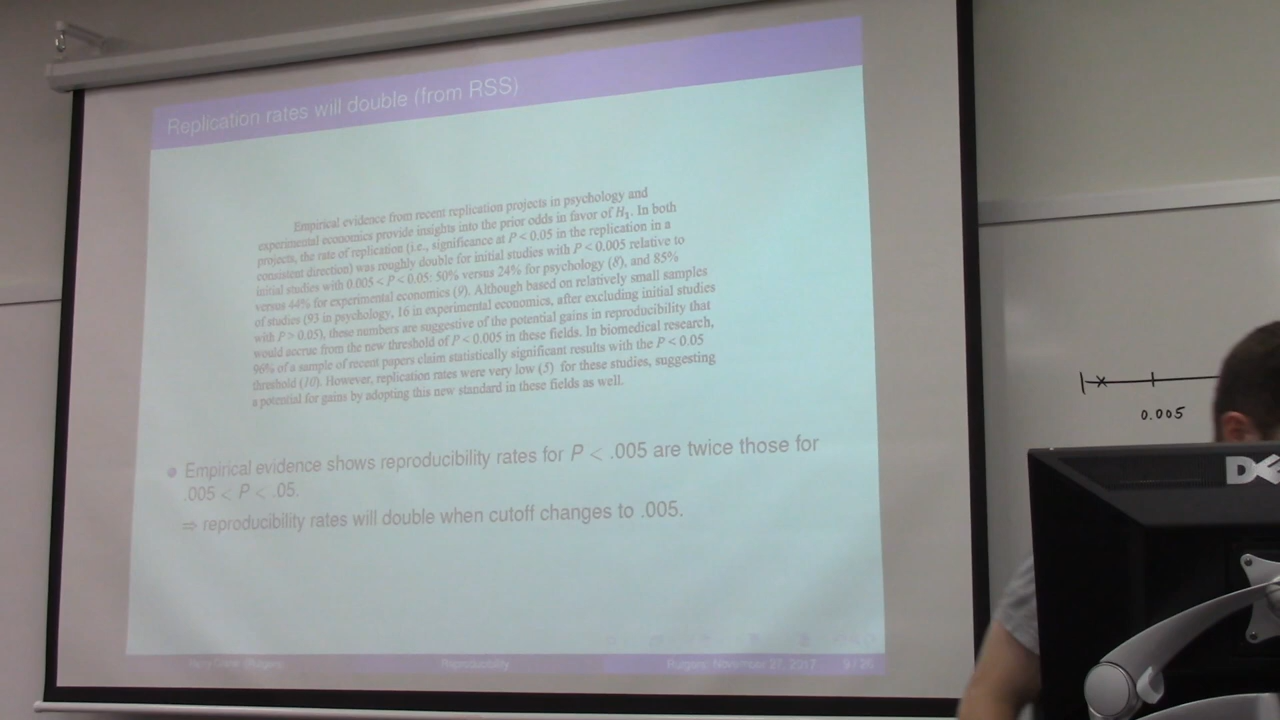 Replication rates will double (from RSS)
Empirical evidence from recent replication projects in psychology and
experimental economics provide insights into the prior odds in favor of H₁. In both
projects, the rate of replication (i.e., significance at P < 0.05 in the replication in a
consistent direction) was roughly double for initial studies with P < 0.005 relative to
initial studies with 0.005 < P < 0.05: 50% versus 24% for psychology (8), and 85%
versus 44% for experimental economics (9). Although based on relatively small samples
of studies (93 in psychology, 16 in experimental economics, after excluding initial studies
with P > 0.05), these numbers are suggestive of the potential gains in reproducibility that
would accrue from the new threshold of P < 0.005 in these fields. In biomedical research,
96% of a sample of recent papers claim statistically significant results with the P < 0.05
threshold (10). However, replication rates were very low (5) for these studies, suggesting
a potential for gains by adopting this new standard in these fields as well.
• Empirical evidence shows reproducibility rates for P < .005 are twice those for
.005 < P < .05.
⇒ reproducibility rates will double when cutoff changes to .005.
Harry Crane (Rutgers) Reproducibility Rutgers: November 27, 2017 9 / 26
0.005
DE